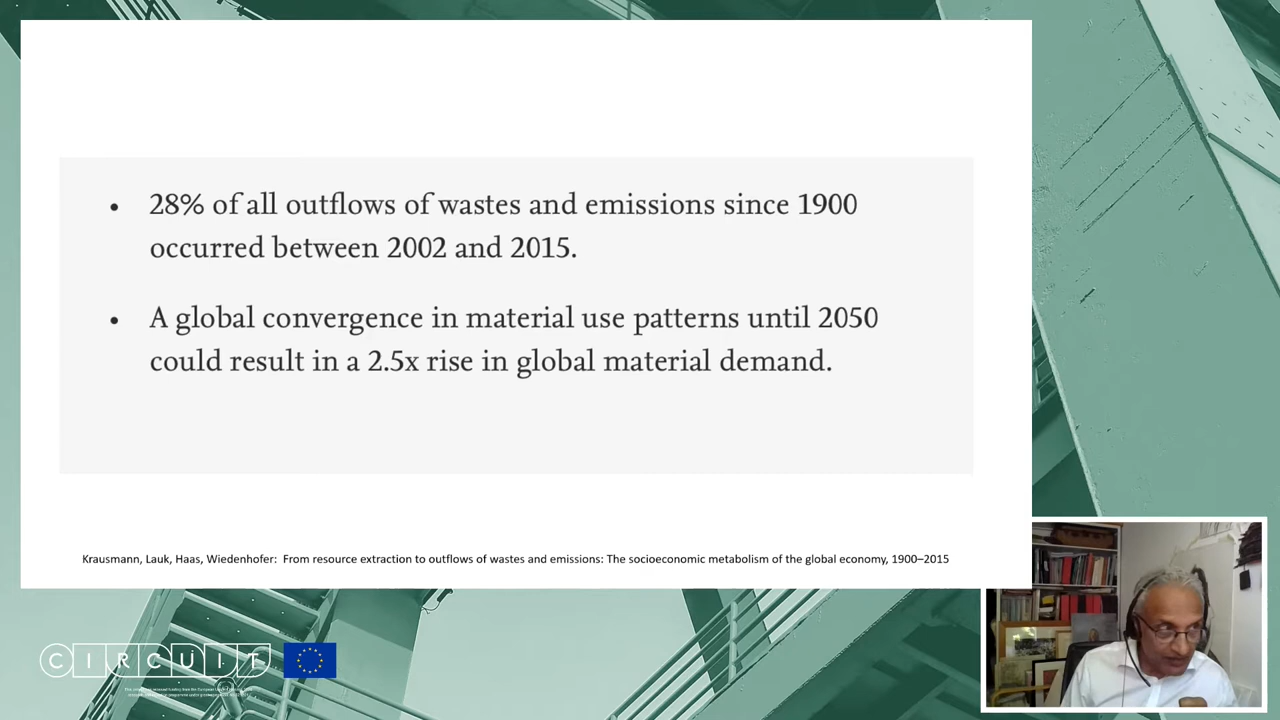 • 28% of all outflows of wastes and emissions since 1900
occurred between 2002 and 2015.
• A global convergence in material use patterns until 2050
could result in a 2.5x rise in global material demand.
Krausmann, Lauk, Haas, Wiedenhofer: From resource extraction to outflows of wastes and emissions: The socioeconomic metabolism of the global economy, 1900–2015
CIRCUIT